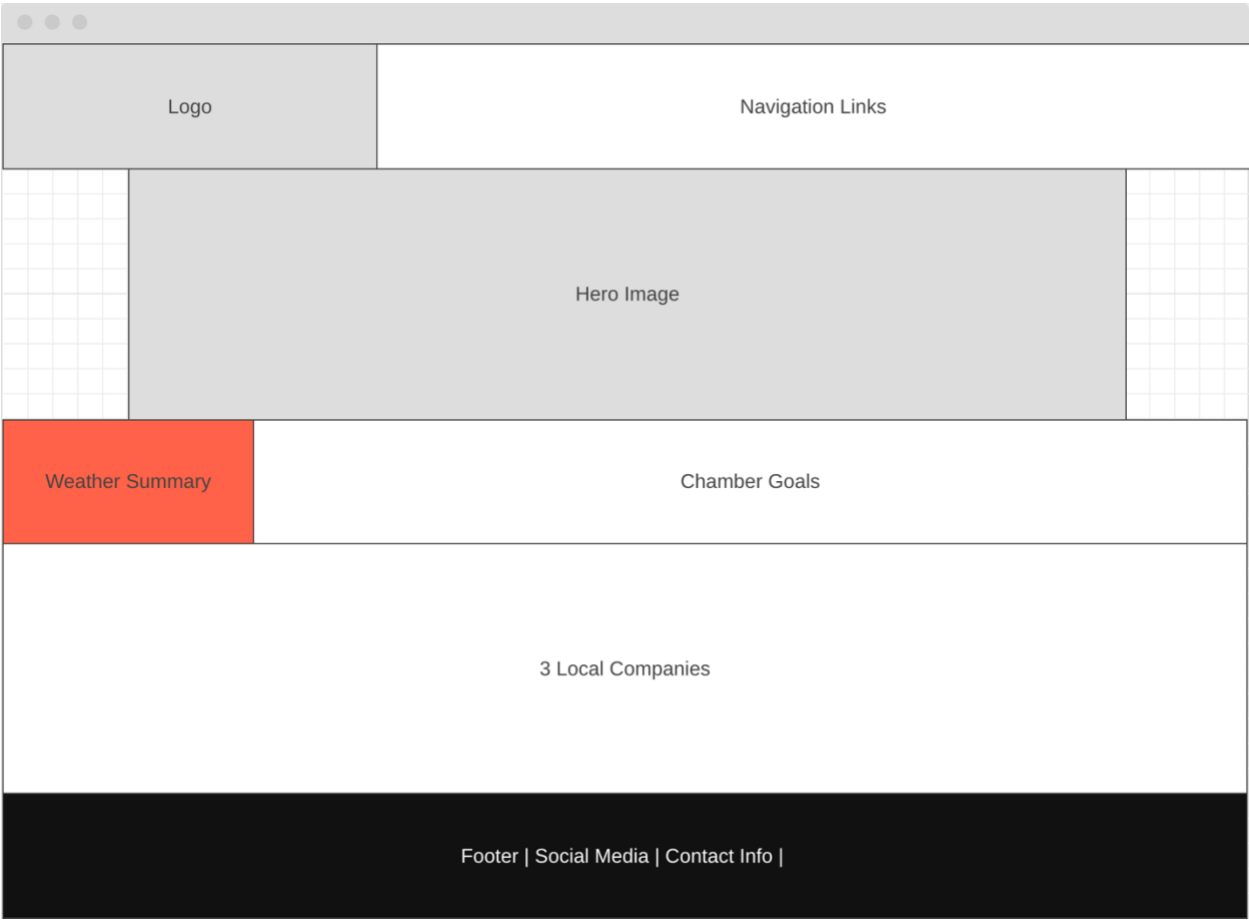 Logo
Navigation Links
Hero Image
Weather Summary
Chamber Goals
3 Local Companies
Footer | Social Media | Contact Info |